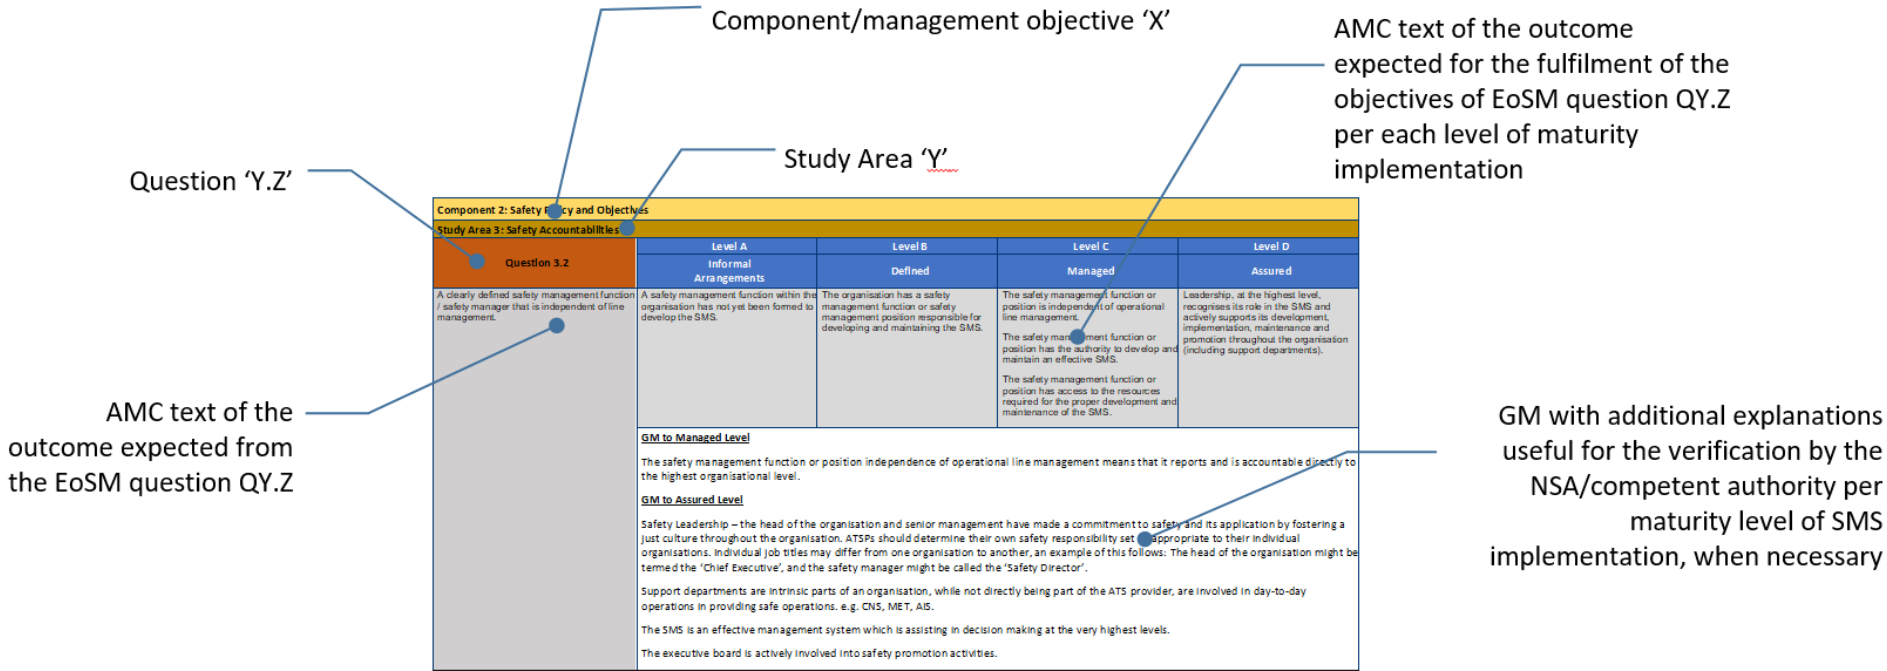 Component/management objective ‘X’
AMC text of the outcome
expected for the fulfilment of the
objectives of EoSM question QY.Z
per each level of maturity
implementation
Study Area ‘Y’
Question ‘Y.Z’
Component 2: Safety Policy and Objectives
Study Area 3: Safety Accountabilities
Question 3.2
Level A
Level B
Level C
Level D
Informal
Arrangements
Defined
Managed
Assured
A clearly defined safety management function
/ safety manager that is independent of line
management.
A safety management function within the
organisation has not yet been formed to
develop the SMS.
The organisation has a safety
management function or safety
management position responsible for
developing and maintaining the SMS.
The safety management function or
position is independent of operational
line management.
The safety management function or
position has the authority to develop and
maintain an effective SMS.
The safety management function or
position has access to the resources
required for the proper development and
maintenance of the SMS.
Leadership, at the highest level,
recognises its role in the SMS and
actively supports its development,
implementation, maintenance and
promotion throughout the organisation
(including support departments).
AMC text of the
outcome expected from
the EoSM question QY.Z
GM to Managed Level
The safety management function or position independence of operational line management means that it reports and is accountable directly to
the highest organisational level.
GM to Assured Level
Safety Leadership – the head of the organisation and senior management have made a commitment to safety and its application by fostering a
just culture throughout the organisation. ATSPs should determine their own safety responsibility set appropriate to their individual
organisations. Individual job titles may differ from one organisation to another, an example of this follows: The head of the organisation might be
termed the ‘Chief Executive’, and the safety manager might be called the ‘Safety Director’.
Support departments are intrinsic parts of an organisation, while not directly being part of the ATS provider, are involved in day-to-day
operations in providing safe operations. e.g. CNS, MET, AIS.
The SMS is an effective management system which is assisting in decision making at the very highest levels.
The executive board is actively involved into safety promotion activities.
GM with additional explanations
useful for the verification by the
NSA/competent authority per
maturity level of SMS
implementation, when necessary